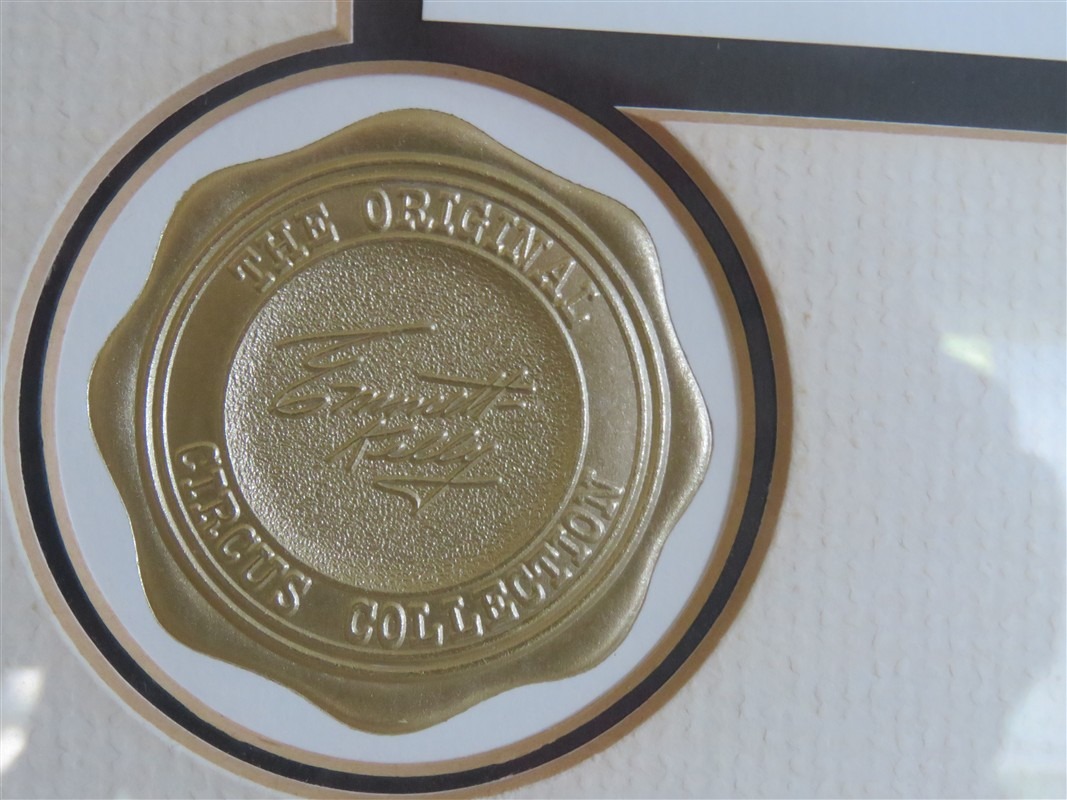 THE ORIGINAL
Emmett
Kelly
CIRCUS COLLECTION